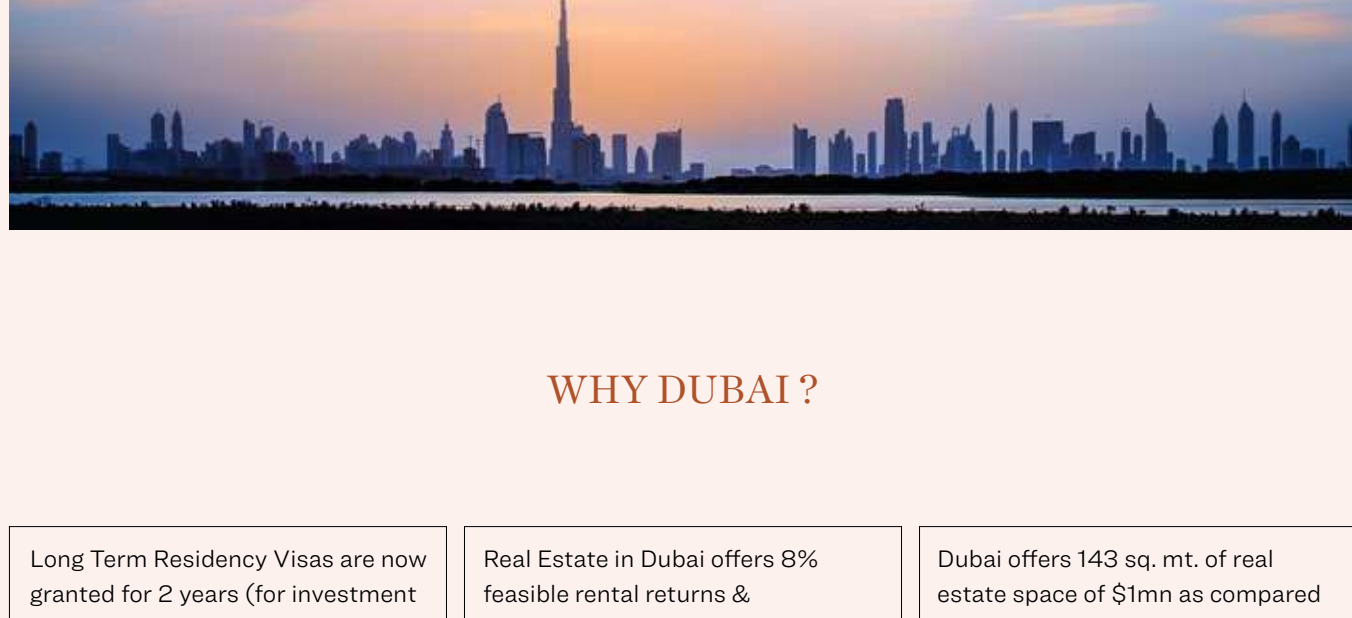 WHY DUBAI ?
Long Term Residency Visas are now
granted for 2 years (for investment
Real Estate in Dubai offers 8%
feasible rental returns &
Dubai offers 143 sq. mt. of real
estate space of $1mn as compared